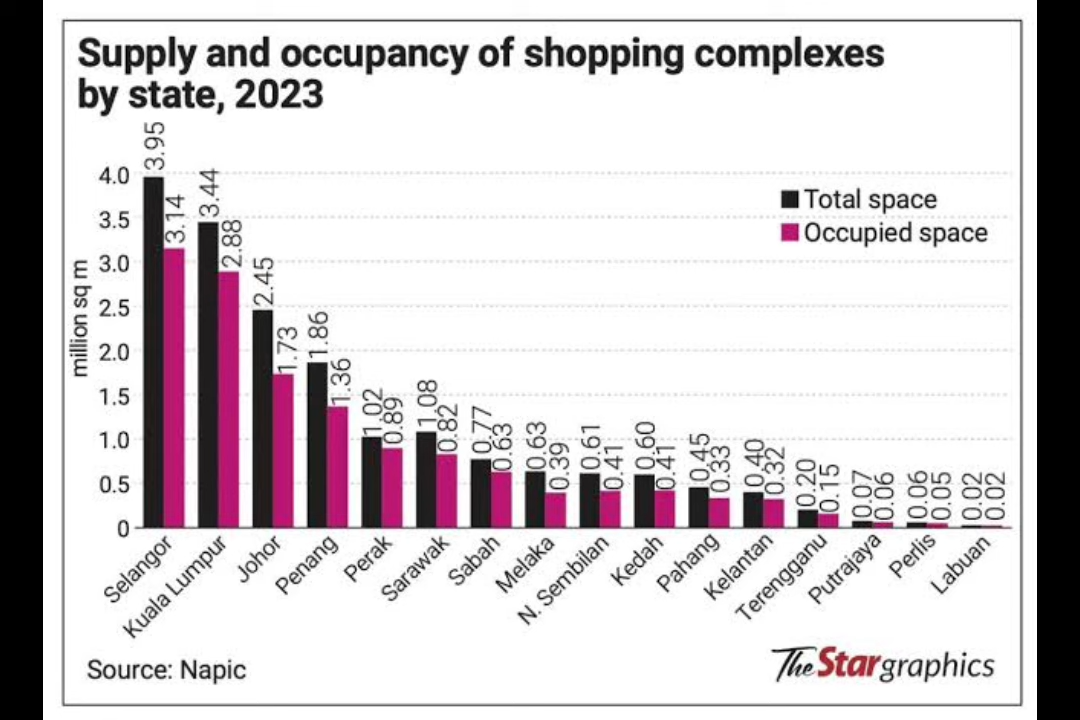 Supply and occupancy of shopping complexes
by state, 2023
million sq m
4.0
3.5
3.0
2.5
2.0
1.5
1.0
0.5
0
Total space
Occupied space
3.95 3.14
3.44 2.88
2.45 1.73
1.86 1.36
1.02 0.89
1.08 0.82
0.77 0.63
0.63 0.39
0.61 0.41
0.60 0.41
0.45 0.33
0.40 0.32
0.20 0.15
0.07 0.06
0.06 0.05
0.02 0.02
Selangor
Kuala Lumpur
Johor
Penang
Perak
Sarawak
Sabah
Melaka
N. Sembilan
Kedah
Pahang
Kelantan
Terengganu
Putrajaya
Perlis
Labuan
Source: Napic
The Stargraphics